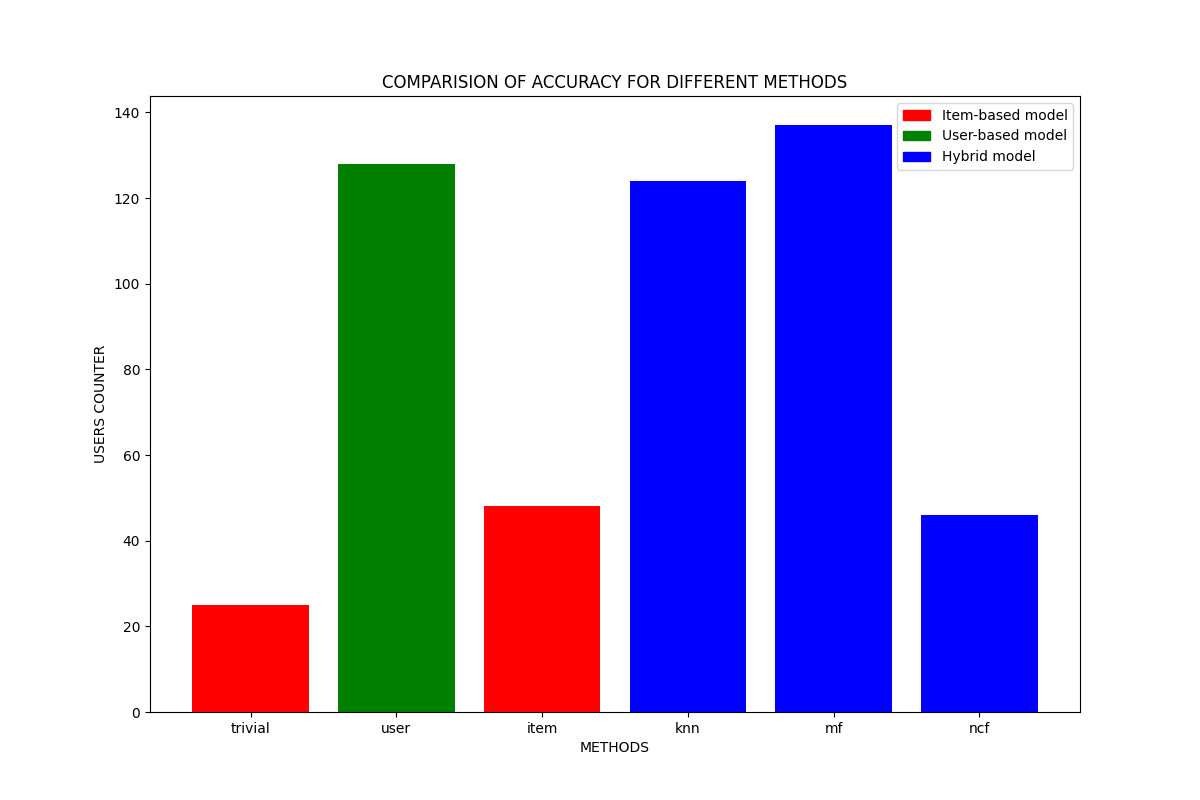 COMPARISION OF ACCURACY FOR DIFFERENT METHODS
Item-based model
User-based model
Hybrid model
140
120
100
80
60
40
20
0
USERS COUNTER
trivial user item knn mf ncf
METHODS